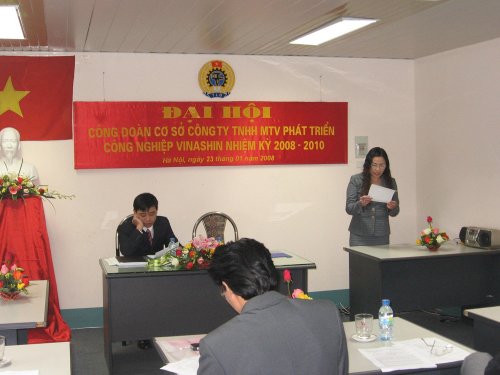 ĐẠI HỘI
CÔNG ĐOÀN CƠ SỞ CÔNG TY TNHH MTV PHÁT TRIỂN
CÔNG NGHIỆP VINASHIN NHIỆM KỲ 2008 - 2010
Hà Nội, ngày 23 tháng 01 năm 2008